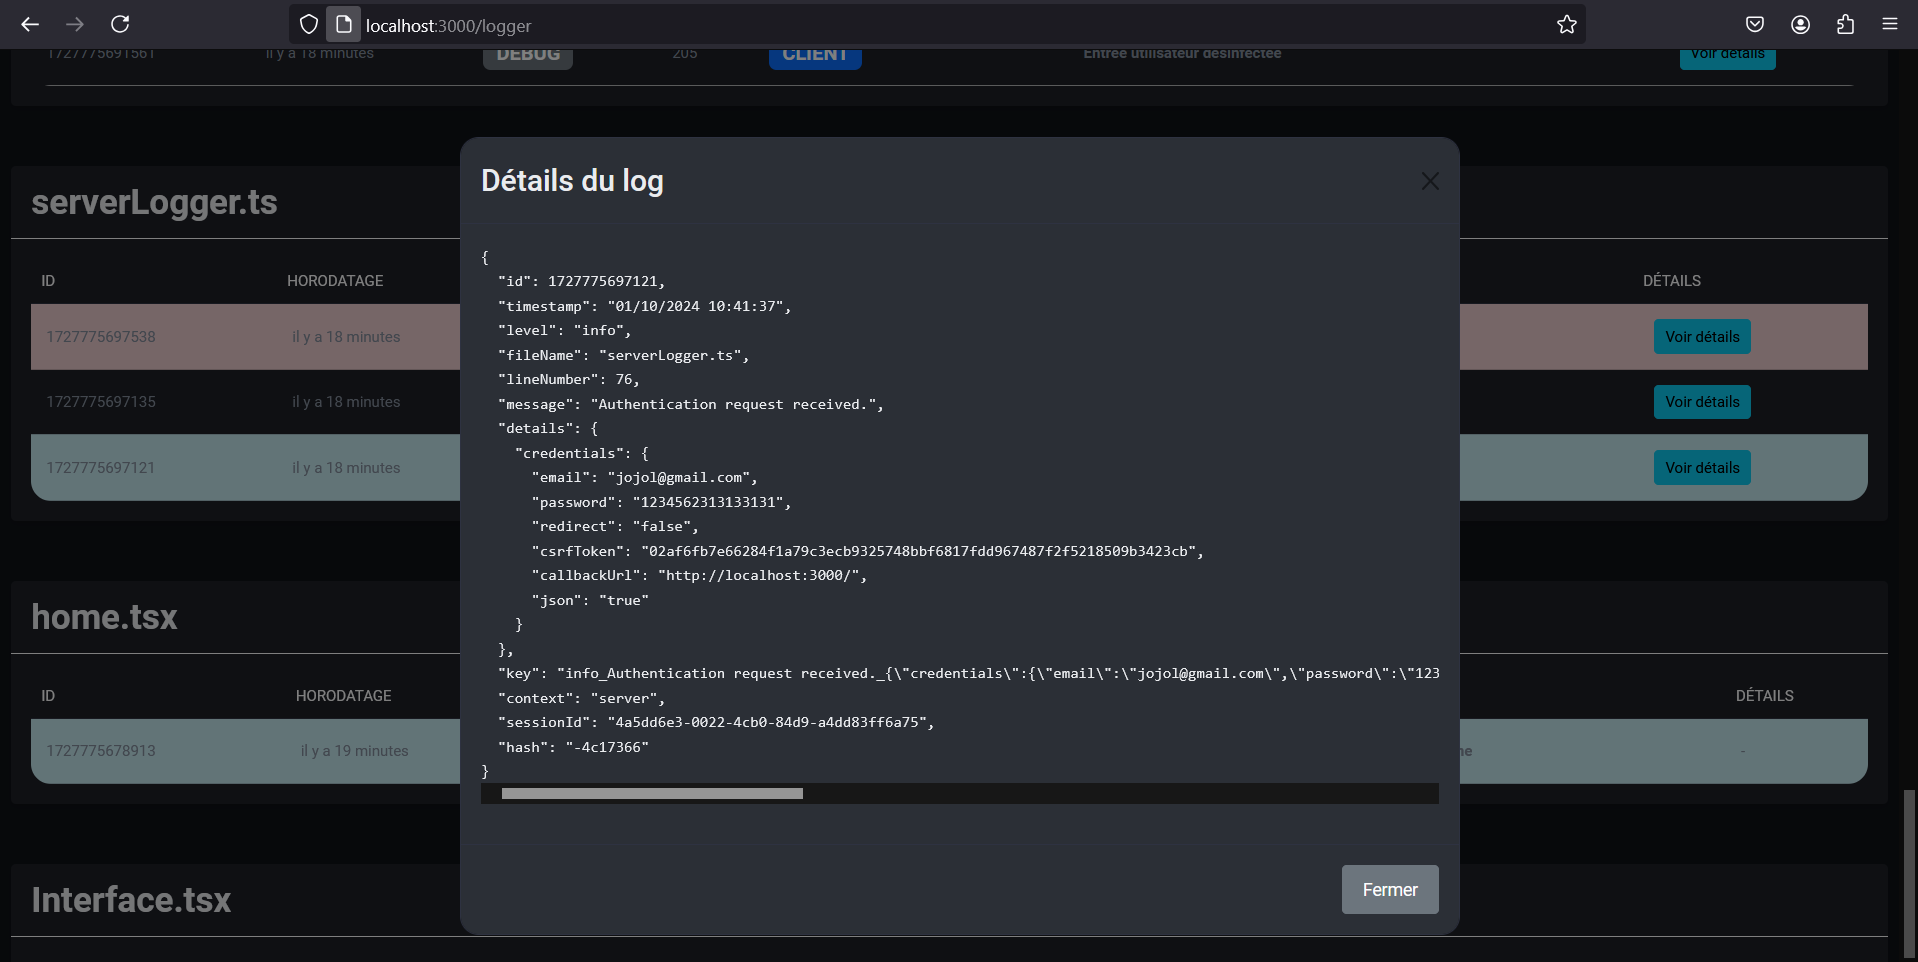 localhost:3000/logger
1727775691561 il y a 18 minutes DEBUG 205 CLIENT Entrée utilisateur désinfectée Voir détails
serverLogger.ts
ID HORODATAGE DÉTAILS
1727775697538 il y a 18 minutes Voir détails
1727775697135 il y a 18 minutes Voir détails
1727775697121 il y a 18 minutes Voir détails
home.tsx
ID HORODATAGE DÉTAILS
1727775678913 il y a 19 minutes ne -
Interface.tsx
Détails du log
{
"id": 1727775697121,
"timestamp": "01/10/2024 10:41:37",
"level": "info",
"fileName": "serverLogger.ts",
"lineNumber": 76,
"message": "Authentication request received.",
"details": {
"credentials": {
"email": "jojol@gmail.com",
"password": "1234562313133131",
"redirect": "false",
"csrfToken": "02af6fb7e66284f1a79c3ecb9325748bbf6817fdd967487f2f5218509b3423cb",
"callbackUrl": "http://localhost:3000/",
"json": "true"
}
},
"key": "info_Authentication request received._{\"credentials\":{\"email\":\"jojol@gmail.com\",\"password\":\"123
"context": "server",
"sessionId": "4a5dd6e3-0022-4cb0-84d9-a4dd83ff6a75",
"hash": "-4c17366"
}
Fermer